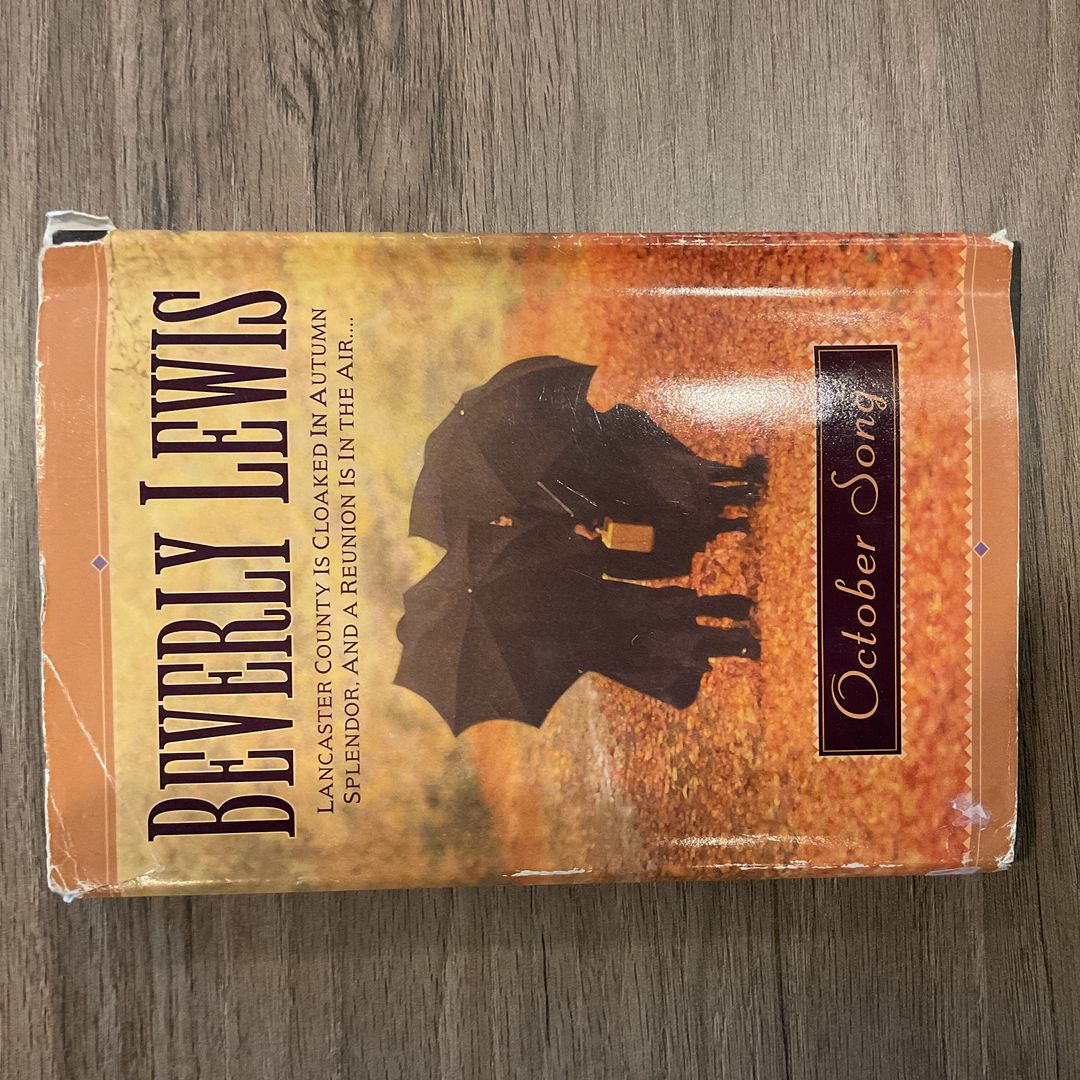 BEVERLY LEWIS
LANCASTER COUNTY IS CLOAKED IN AUTUMN
SPLENDOR, AND A REUNION IS IN THE AIR....
October Song